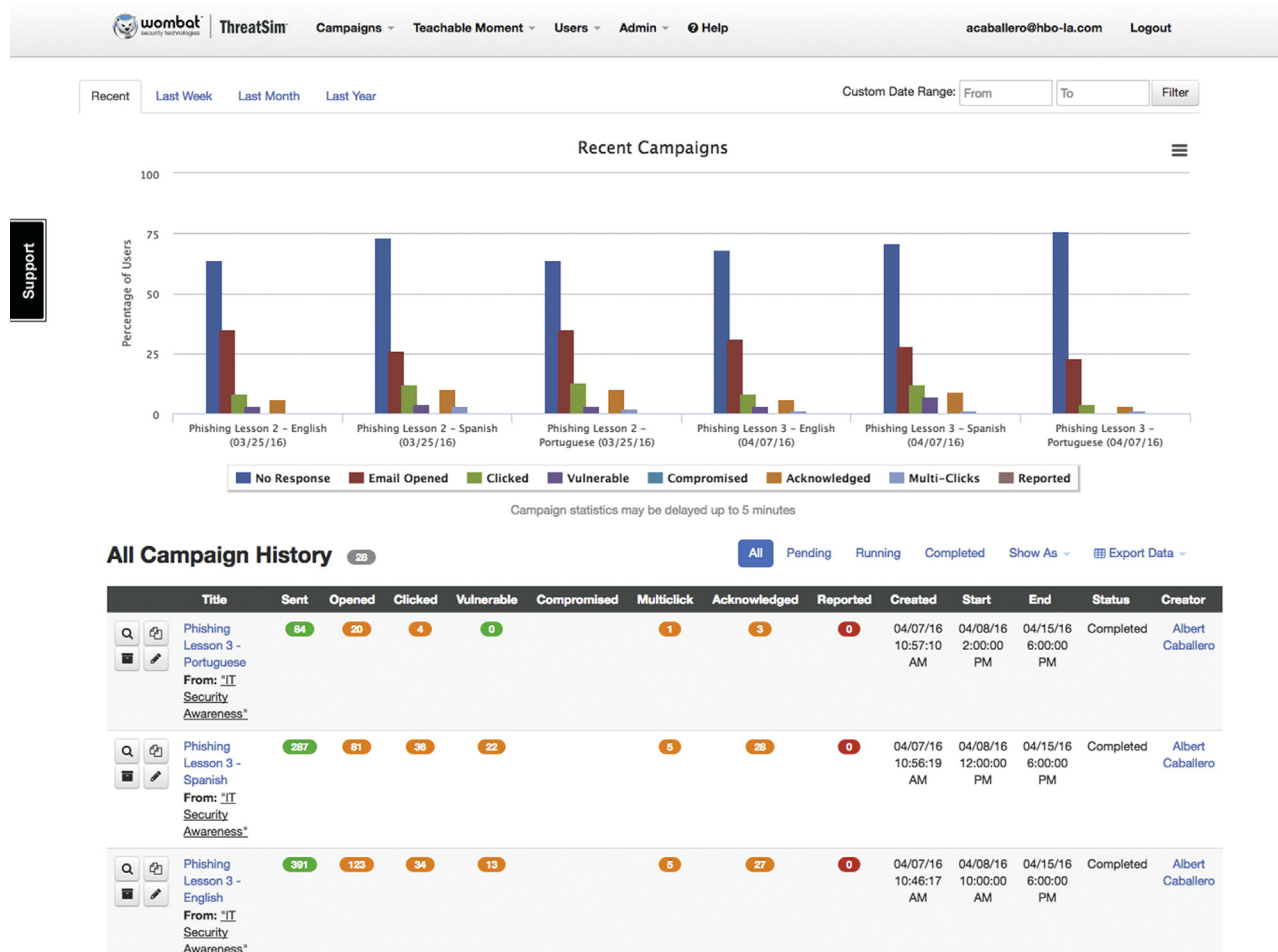 wombat security technologies ThreatSim Campaigns Teachable Moment Users Admin Help acaballero@hbo-la.com Logout
Recent Last Week Last Month Last Year Custom Date Range: From To Filter
Recent Campaigns
Support
Percentage of Users
100
75
50
25
0
Phishing Lesson 2 – English (03/25/16)
Phishing Lesson 2 – Spanish (03/25/16)
Phishing Lesson 2 – Portuguese (03/25/16)
Phishing Lesson 3 – English (04/07/16)
Phishing Lesson 3 – Spanish (04/07/16)
Phishing Lesson 3 – Portuguese (04/07/16)
No Response Email Opened Clicked Vulnerable Compromised Acknowledged Multi-Clicks Reported
Campaign statistics may be delayed up to 5 minutes
All Campaign History 28 All Pending Running Completed Show As Export Data
Title Sent Opened Clicked Vulnerable Compromised Multiclick Acknowledged Reported Created Start End Status Creator
Phishing 84 20 4 0 1 3 0 04/07/16 04/08/16 04/15/16 Completed Albert
Lesson 3 - 10:57:10 2:00:00 6:00:00 Caballero
Portuguese AM PM PM
From: "IT
Security
Awareness"
Phishing 287 81 36 22 5 28 0 04/07/16 04/08/16 04/15/16 Completed Albert
Lesson 3 - 10:56:19 12:00:00 6:00:00 Caballero
Spanish AM PM PM
From: "IT
Security
Awareness"
Phishing 391 123 34 13 5 27 0 04/07/16 04/08/16 04/15/16 Completed Albert
Lesson 3 - 10:46:17 10:00:00 6:00:00 Caballero
English AM AM PM
From: "IT
Security
Awareness"